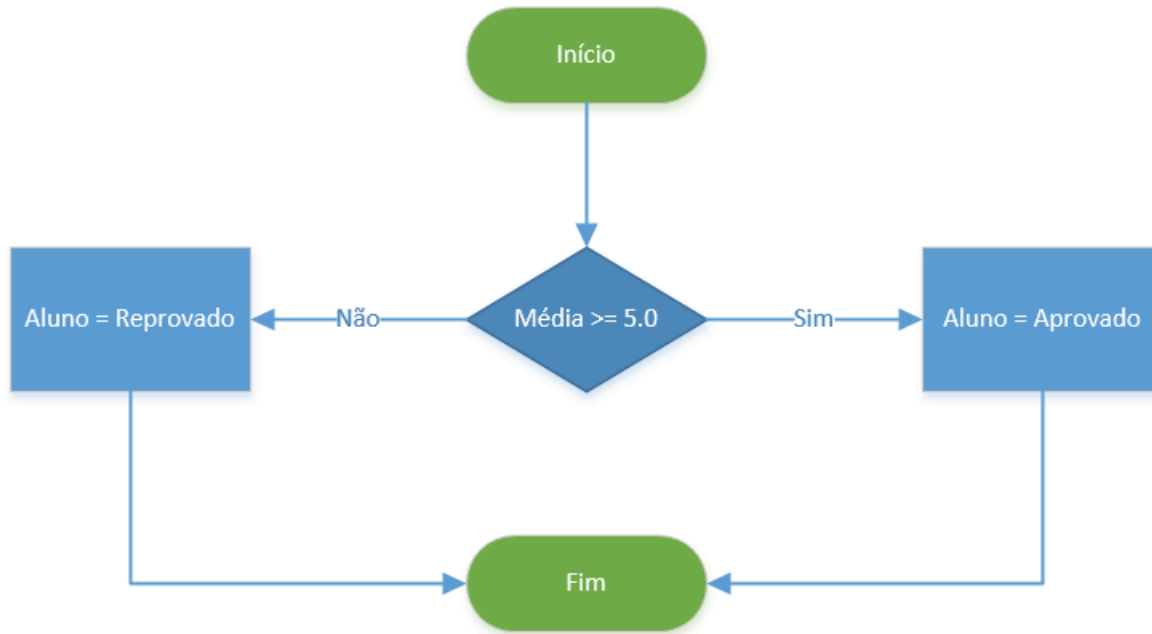 Início
Aluno = Reprovado
Não
Média >= 5.0
Sim
Aluno = Aprovado
Fim